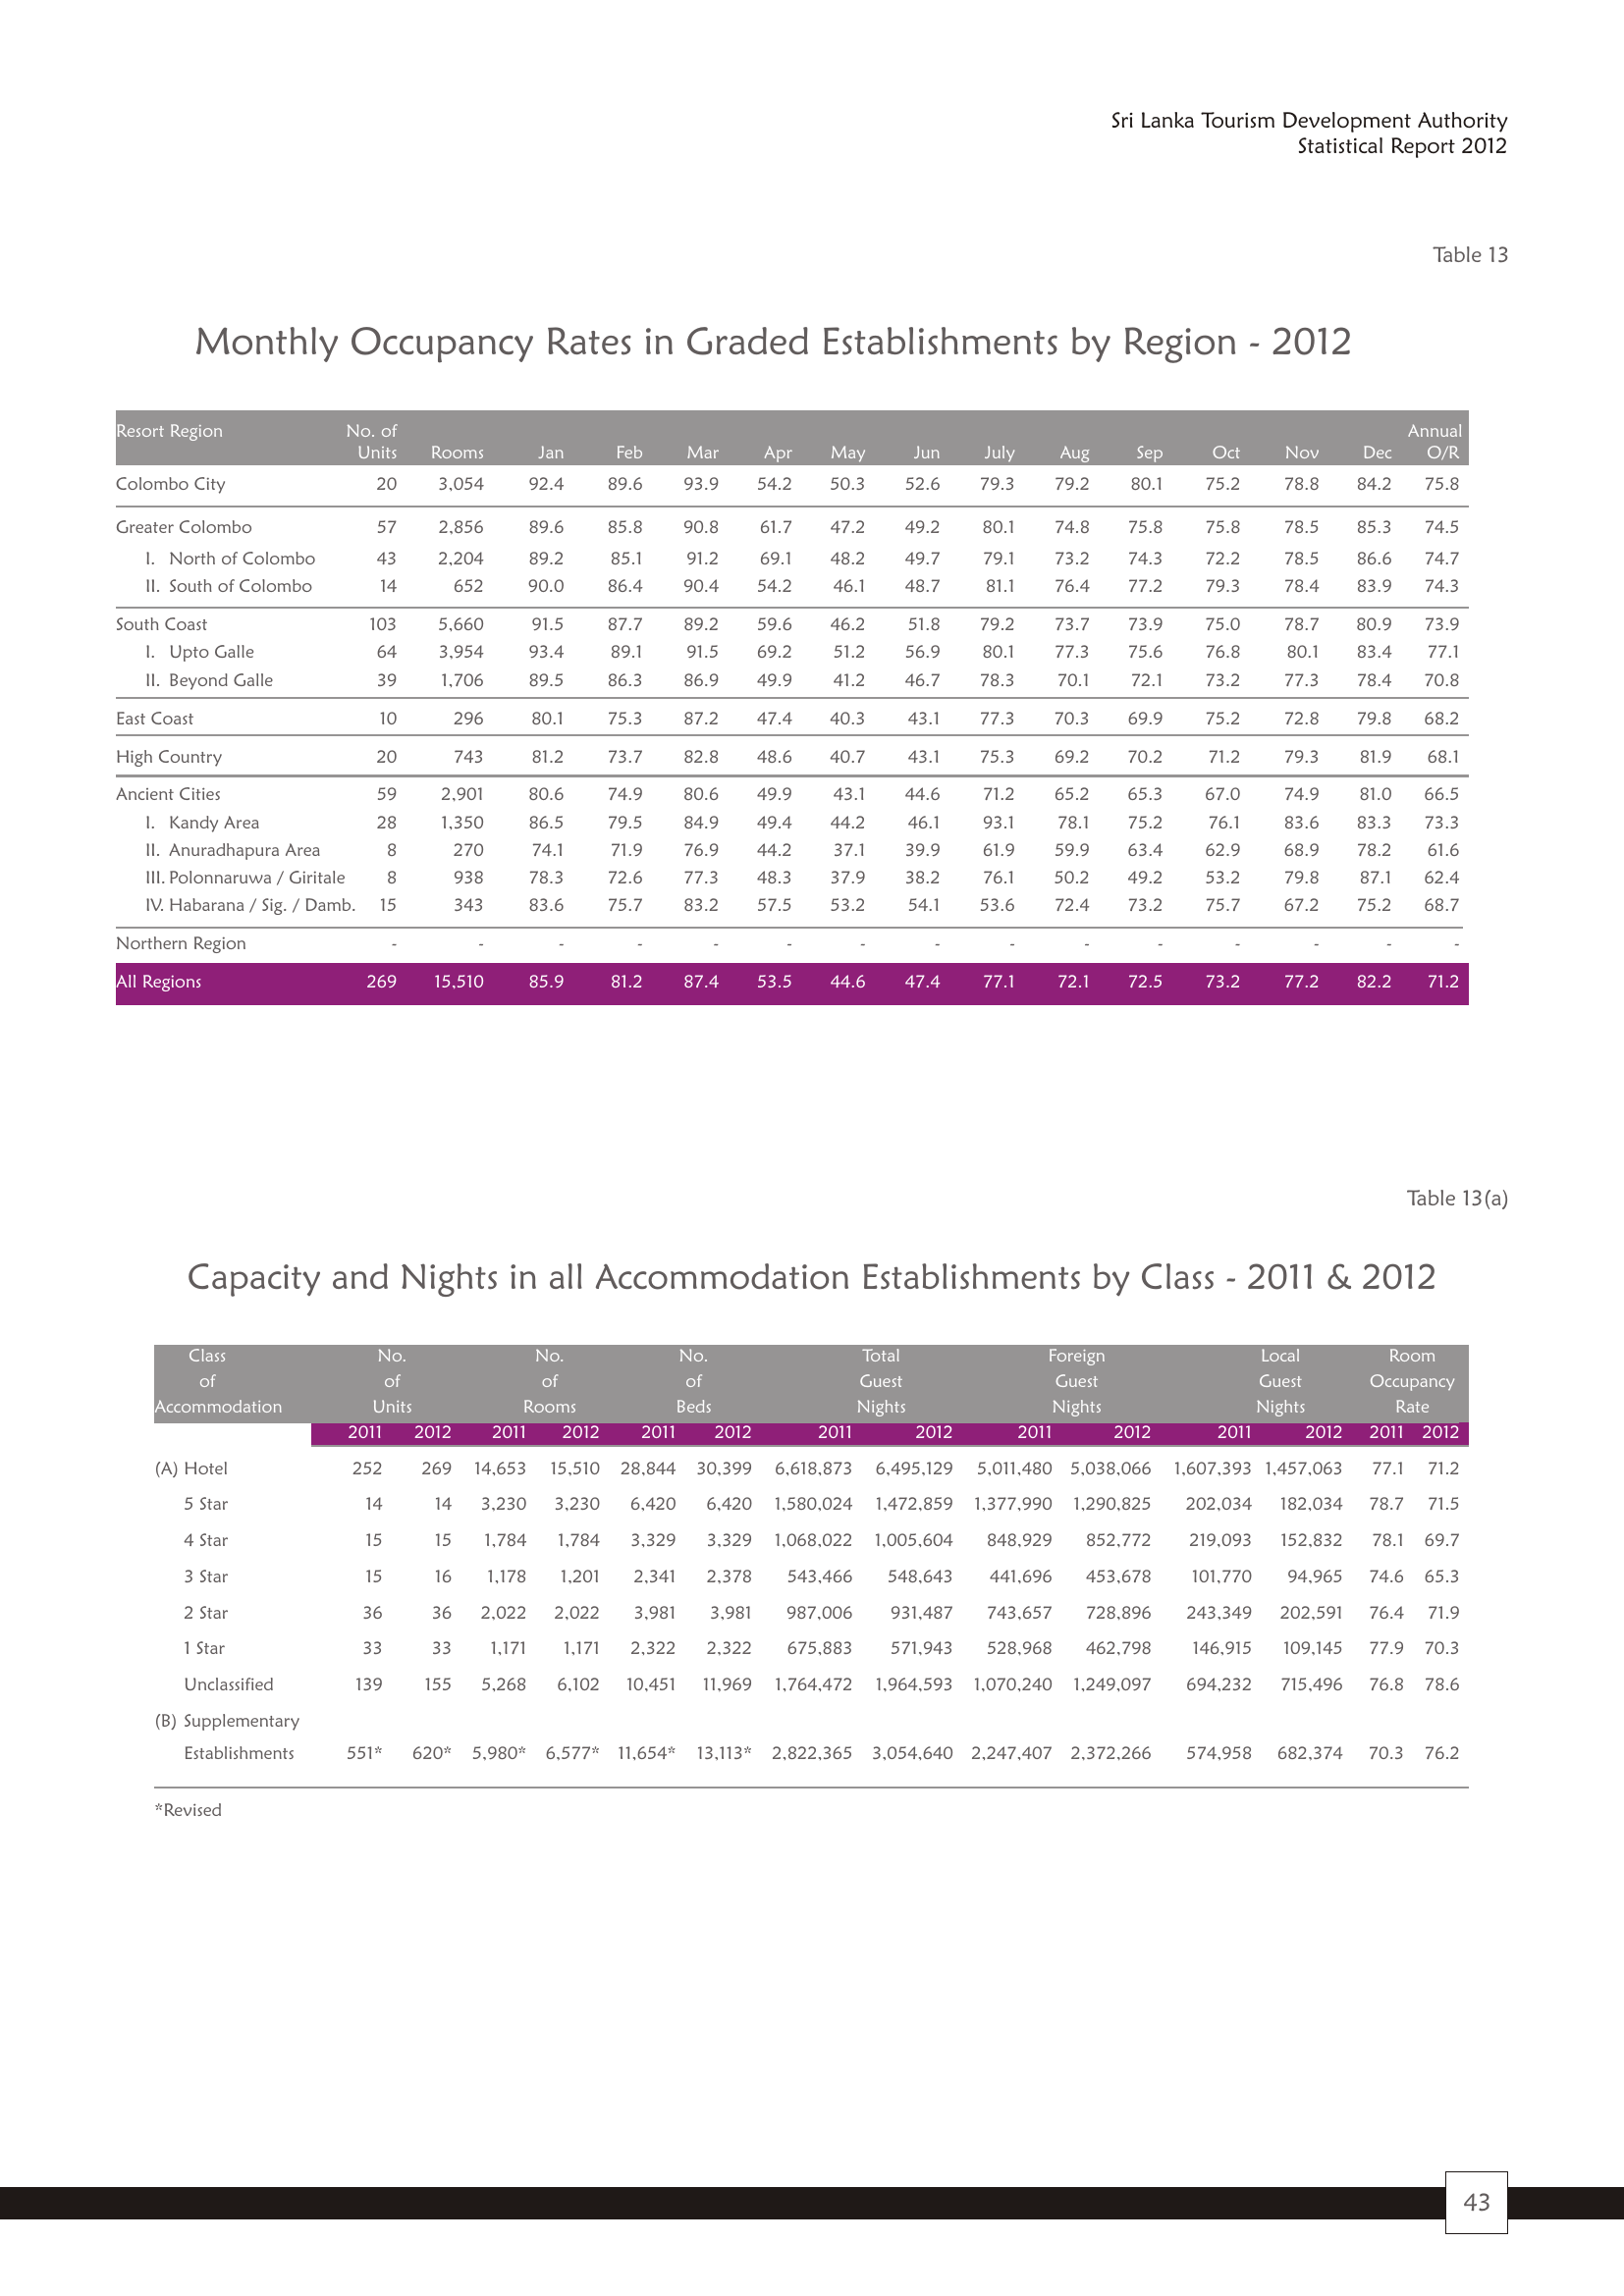 Sri Lanka Tourism Development Authority
Statistical Report 2012
Table 13
Monthly Occupancy Rates in Graded Establishments by Region - 2012
Resort Region No. of Annual
Units Rooms Jan Feb Mar Apr May Jun July Aug Sep Oct Nov Dec O/R
Colombo City 20 3,054 92.4 89.6 93.9 54.2 50.3 52.6 79.3 79.2 80.1 75.2 78.8 84.2 75.8
Greater Colombo 57 2,856 89.6 85.8 90.8 61.7 47.2 49.2 80.1 74.8 75.8 75.8 78.5 85.3 74.5
I. North of Colombo 43 2,204 89.2 85.1 91.2 69.1 48.2 49.7 79.1 73.2 74.3 72.2 78.5 86.6 74.7
II. South of Colombo 14 652 90.0 86.4 90.4 54.2 46.1 48.7 81.1 76.4 77.2 79.3 78.4 83.9 74.3
South Coast 103 5,660 91.5 87.7 89.2 59.6 46.2 51.8 79.2 73.7 73.9 75.0 78.7 80.9 73.9
I. Upto Galle 64 3,954 93.4 89.1 91.5 69.2 51.2 56.9 80.1 77.3 75.6 76.8 80.1 83.4 77.1
II. Beyond Galle 39 1,706 89.5 86.3 86.9 49.9 41.2 46.7 78.3 70.1 72.1 73.2 77.3 78.4 70.8
East Coast 10 296 80.1 75.3 87.2 47.4 40.3 43.1 77.3 70.3 69.9 75.2 72.8 79.8 68.2
High Country 20 743 81.2 73.7 82.8 48.6 40.7 43.1 75.3 69.2 70.2 71.2 79.3 81.9 68.1
Ancient Cities 59 2,901 80.6 74.9 80.6 49.9 43.1 44.6 71.2 65.2 65.3 67.0 74.9 81.0 66.5
I. Kandy Area 28 1,350 86.5 79.5 84.9 49.4 44.2 46.1 93.1 78.1 75.2 76.1 83.6 83.3 73.3
II. Anuradhapura Area 8 270 74.1 71.9 76.9 44.2 37.1 39.9 61.9 59.9 63.4 62.9 68.9 78.2 61.6
III. Polonnaruwa / Giritale 8 938 78.3 72.6 77.3 48.3 37.9 38.2 76.1 50.2 49.2 53.2 79.8 87.1 62.4
IV. Habarana / Sig. / Damb. 15 343 83.6 75.7 83.2 57.5 53.2 54.1 53.6 72.4 73.2 75.7 67.2 75.2 68.7
Northern Region - - - - - - - - - - - - - - -
All Regions 269 15,510 85.9 81.2 87.4 53.5 44.6 47.4 77.1 72.1 72.5 73.2 77.2 82.2 71.2
Table 13(a)
Capacity and Nights in all Accommodation Establishments by Class - 2011 & 2012
Class No. No. No. Total Foreign Local Room
of of of of Guest Guest Guest Occupancy
Accommodation Units Rooms Beds Nights Nights Nights Rate
2011 2012 2011 2012 2011 2012 2011 2012 2011 2012 2011 2012 2011 2012
(A) Hotel 252 269 14,653 15,510 28,844 30,399 6,618,873 6,495,129 5,011,480 5,038,066 1,607,393 1,457,063 77.1 71.2
5 Star 14 14 3,230 3,230 6,420 6,420 1,580,024 1,472,859 1,377,990 1,290,825 202,034 182,034 78.7 71.5
4 Star 15 15 1,784 1,784 3,329 3,329 1,068,022 1,005,604 848,929 852,772 219,093 152,832 78.1 69.7
3 Star 15 16 1,178 1,201 2,341 2,378 543,466 548,643 441,696 453,678 101,770 94,965 74.6 65.3
2 Star 36 36 2,022 2,022 3,981 3,981 987,006 931,487 743,657 728,896 243,349 202,591 76.4 71.9
1 Star 33 33 1,171 1,171 2,322 2,322 675,883 571,943 528,968 462,798 146,915 109,145 77.9 70.3
Unclassified 139 155 5,268 6,102 10,451 11,969 1,764,472 1,964,593 1,070,240 1,249,097 694,232 715,496 76.8 78.6
(B) Supplementary
Establishments 551* 620* 5,980* 6,577* 11,654* 13,113* 2,822,365 3,054,640 2,247,407 2,372,266 574,958 682,374 70.3 76.2
*Revised
43